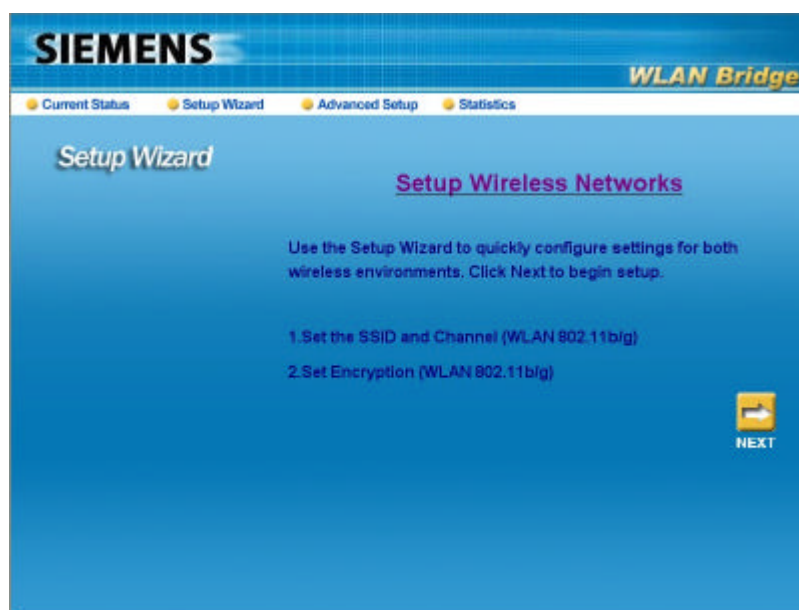 SIEMENS
WLAN Bridge
Current Status Setup Wizard Advanced Setup Statistics
Setup Wizard
Setup Wireless Networks
Use the Setup Wizard to quickly configure settings for both
wireless environments. Click Next to begin setup.
1.Set the SSID and Channel (WLAN 802.11b/g)
2.Set Encryption (WLAN 802.11b/g)
NEXT